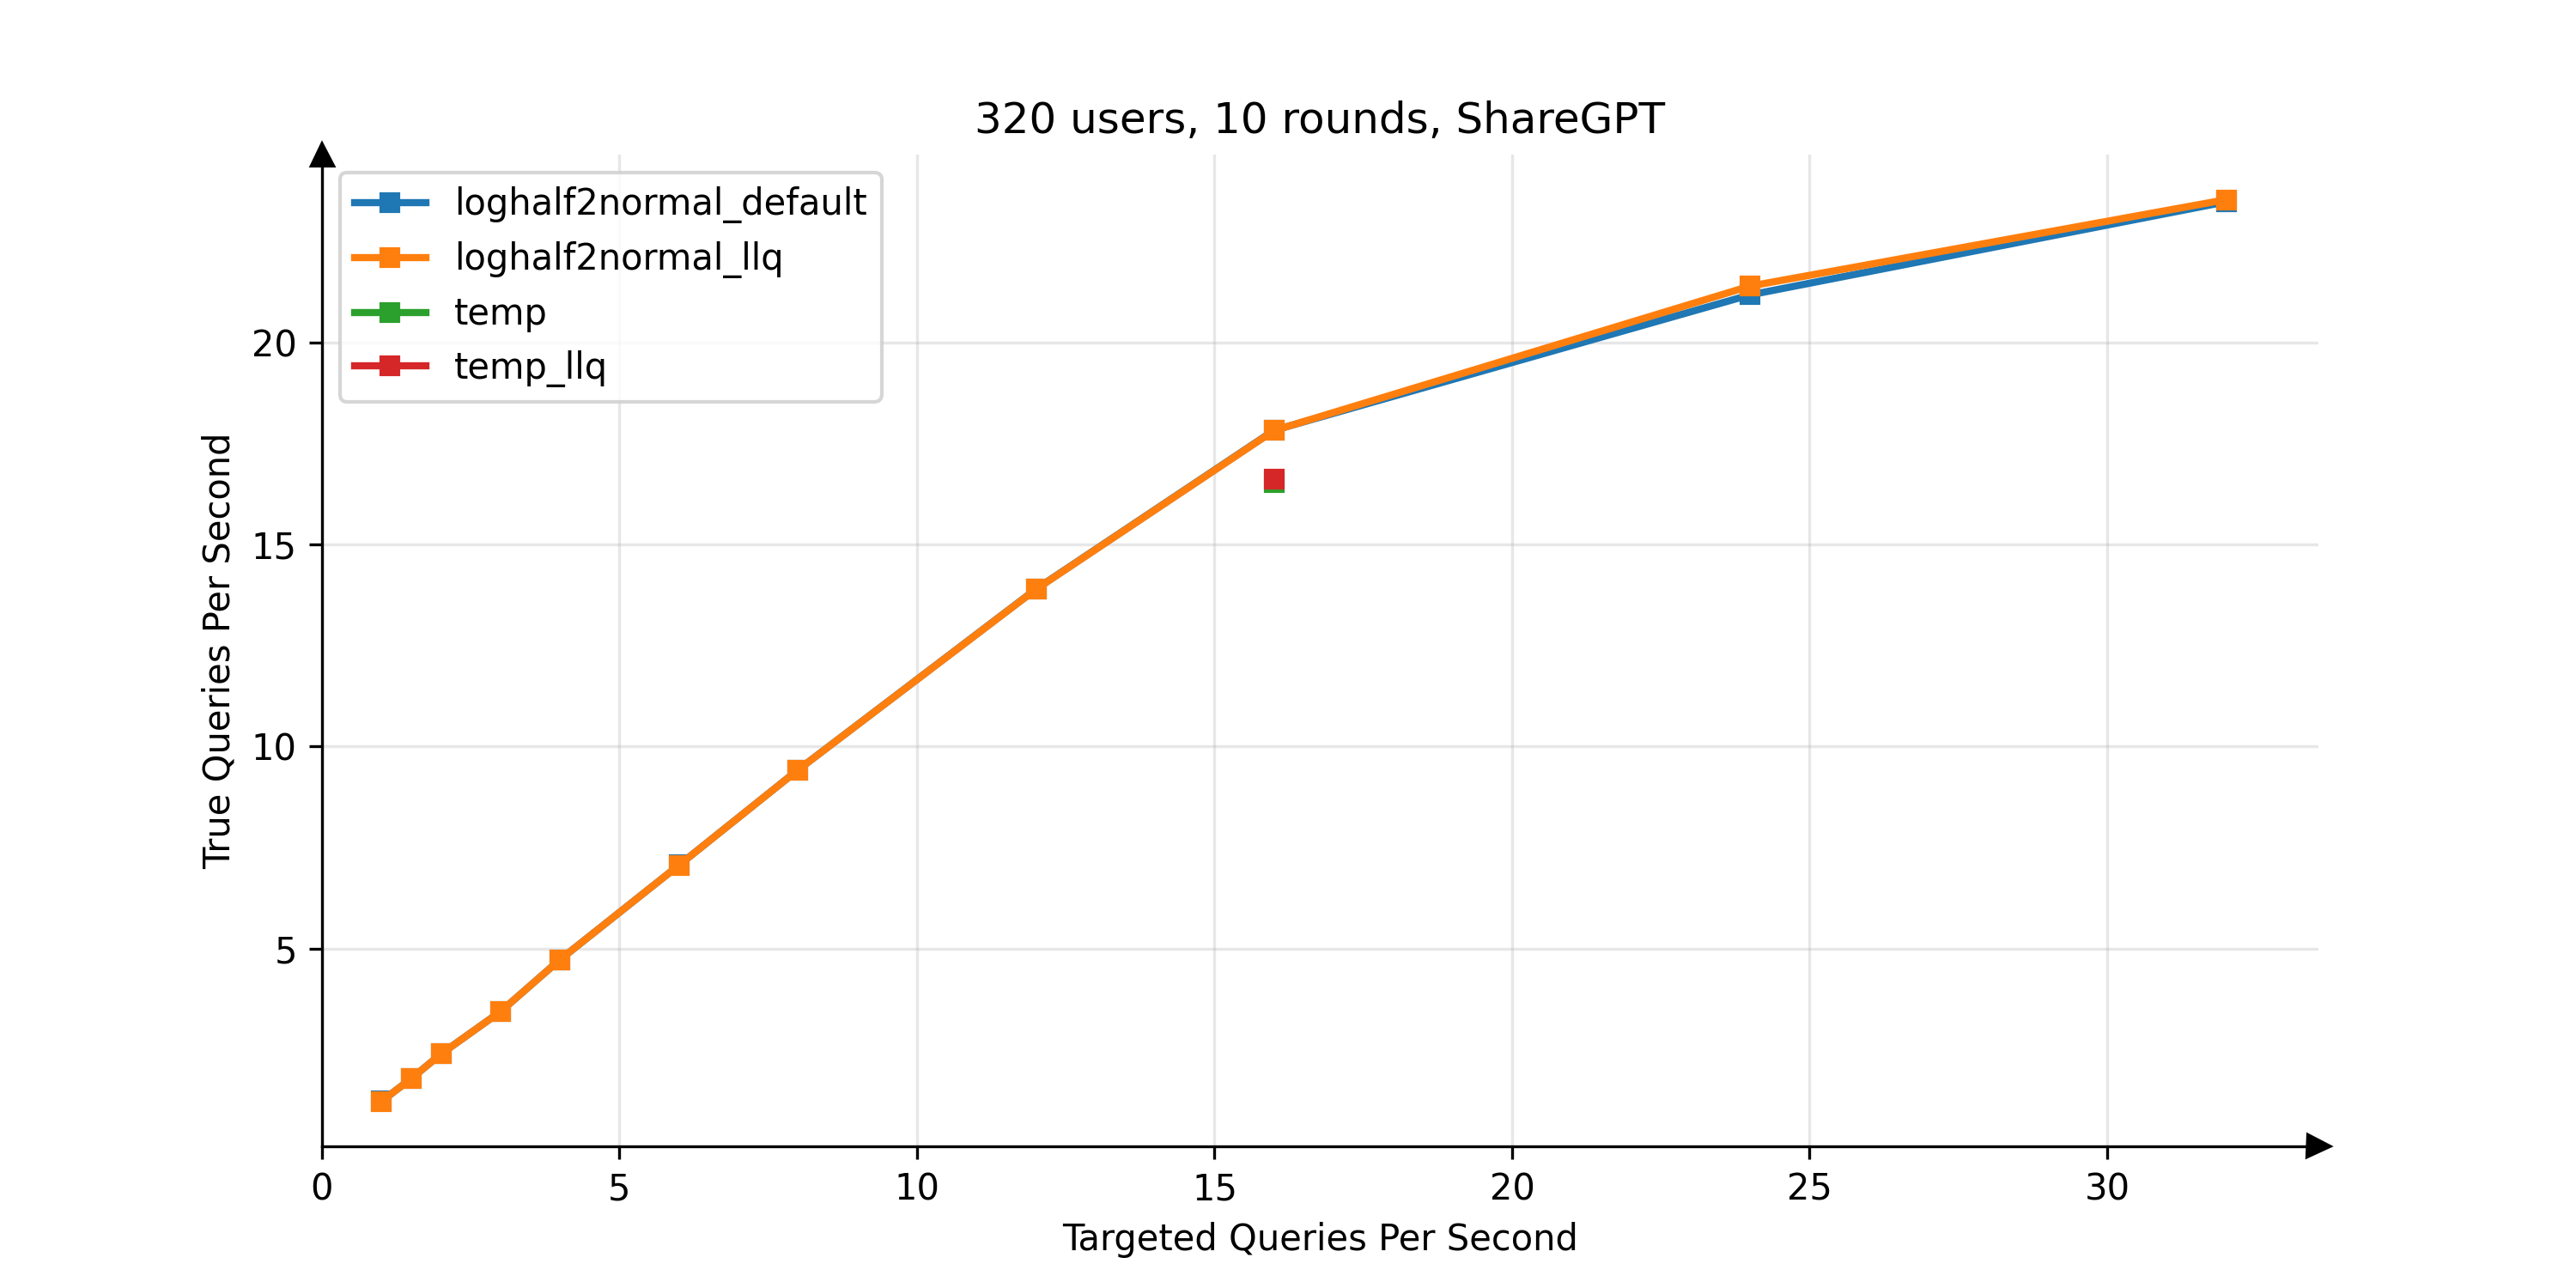 320 users, 10 rounds, ShareGPT
loghalf2normal_default
loghalf2normal_llq
temp
temp_llq
True Queries Per Second
20
15
10
5
0 5 10 15 20 25 30
Targeted Queries Per Second